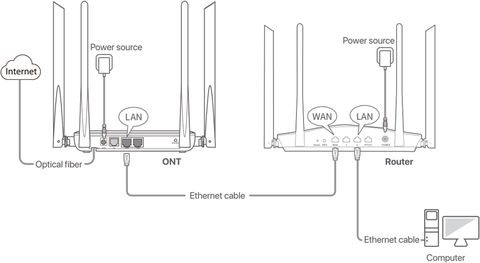 Power source
Power source
Internet
LAN
WAN
LAN
Optical fiber
ONT
Router
Ethernet cable
Ethernet cable
Computer